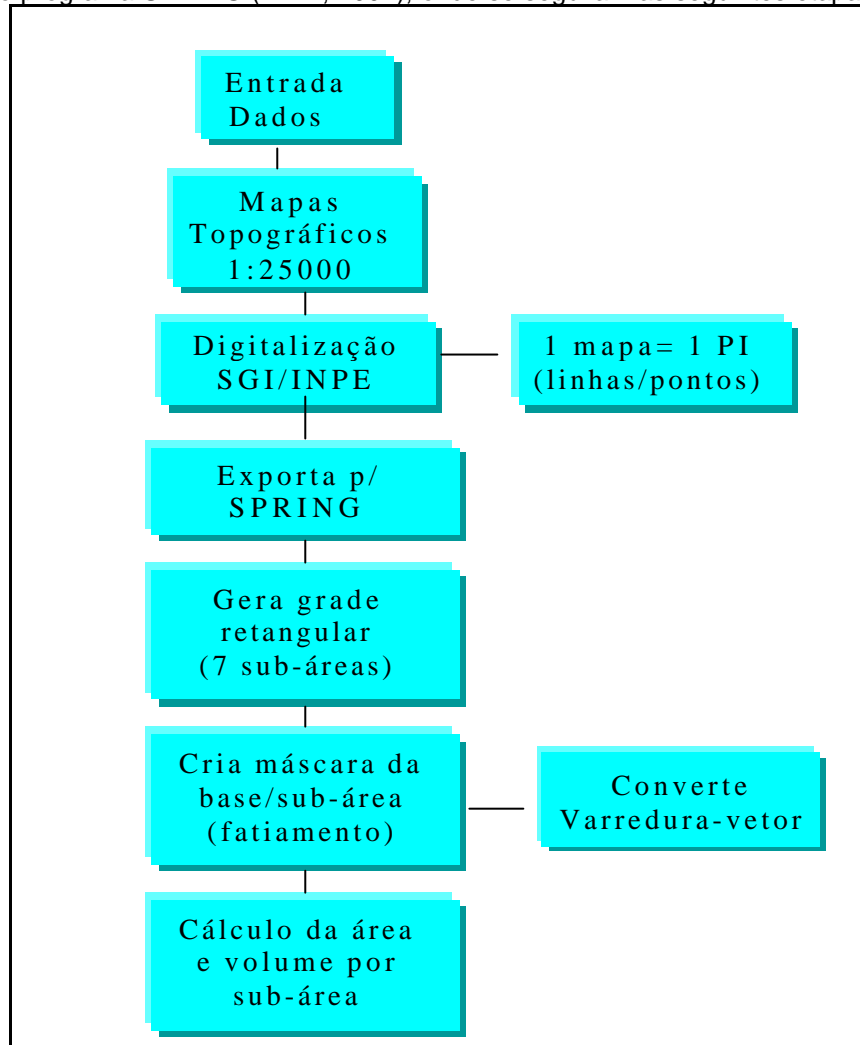 Entrada
Dados
Mapas
Topográficos
1:25000
Digitalização
SGI/INPE
1 mapa= 1 PI
(linhas/pontos)
Exporta p/
SPRING
Gera grade
retangular
(7 sub-áreas)
Cria máscara da
base/sub-área
(fatiamento)
Converte
Varredura-vetor
Cálculo da área
e volume por
sub-área